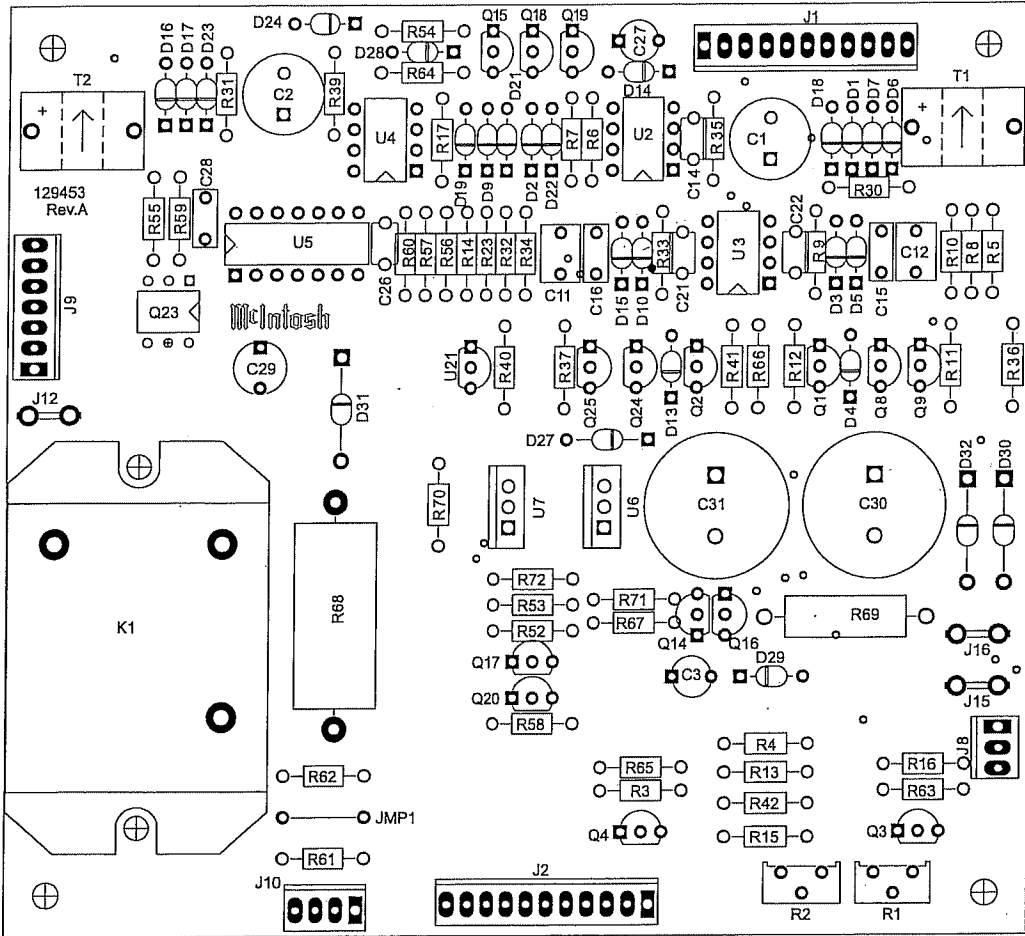 D24
R54
Q15
Q18
Q19
J1
D16
D17
D23
D28
C27
T2
R31
C2
R39
R64
D21
D14
D18
D1
D7
D6
T1
+
+
U4
R17
R7
R6
U2
R35
C1
D19
D9
D2
D22
C14
R30
129453
Rev.A
C28
R55
R59
U5
C26
R60
R57
R56
R14
R23
R32
R34
C11
C16
D15
D10
R33
C21
U3
C22
R9
D3
D5
C15
C12
R10
R8
R5
J9
Q23
McIntosh
C29
D31
U21
R40
R37
Q25
Q24
D13
Q2
R41
R66
R12
Q1
D4
Q8
Q9
R11
R36
J12
D27
R70
U7
U6
C31
C30
D32
D30
K1
R68
R72
R53
R52
R71
R67
Q14
Q16
R69
J16
Q17
C3
D29
Q20
J15
R58
J8
R4
R62
R65
R13
R16
R3
R63
JMP1
R42
Q4
R15
Q3
R61
J10
J2
R2
R1